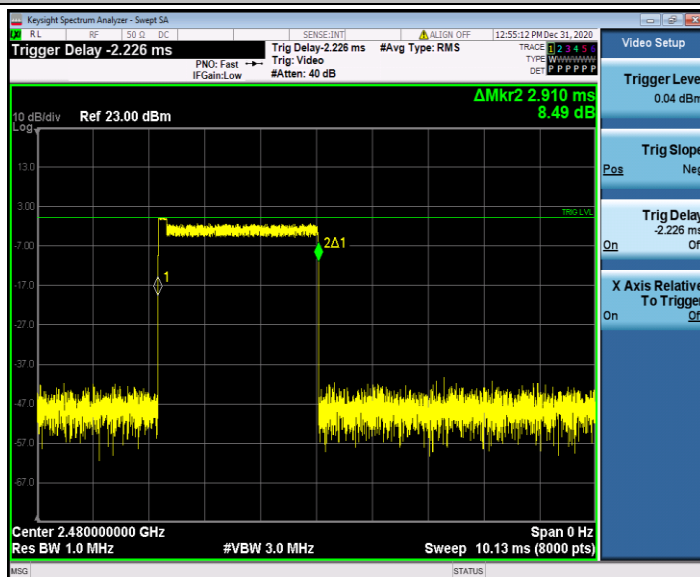 Keysight Spectrum Analyzer - Swept SA
RL RF 50 Ω DC SENSE:INT ALIGN OFF 12:55:12 PM Dec 31, 2020
Trigger Delay -2.226 ms
PNO: Fast
IFGain:Low
Trig Delay-2.226 ms
Trig: Video
#Atten: 40 dB
#Avg Type: RMS
TRACE 1 2 3 4 5 6
TYPE WWWWWW
DET P P P P P P
ΔMkr2 2.910 ms
8.49 dB
10 dB/div Ref 23.00 dBm
Log
13.0
3.00
TRIG LVL
-7.00
2Δ1
1
-17.0
-27.0
-37.0
-47.0
-57.0
-67.0
Center 2.480000000 GHz Span 0 Hz
Res BW 1.0 MHz #VBW 3.0 MHz Sweep 10.13 ms (8000 pts)
MSG STATUS
Video Setup
Trigger Leve
0.04 dBm
Trig Slope
Pos Neg
Trig Delay
-2.226 ms
On Of
X Axis Relative
To Trigger
On Of